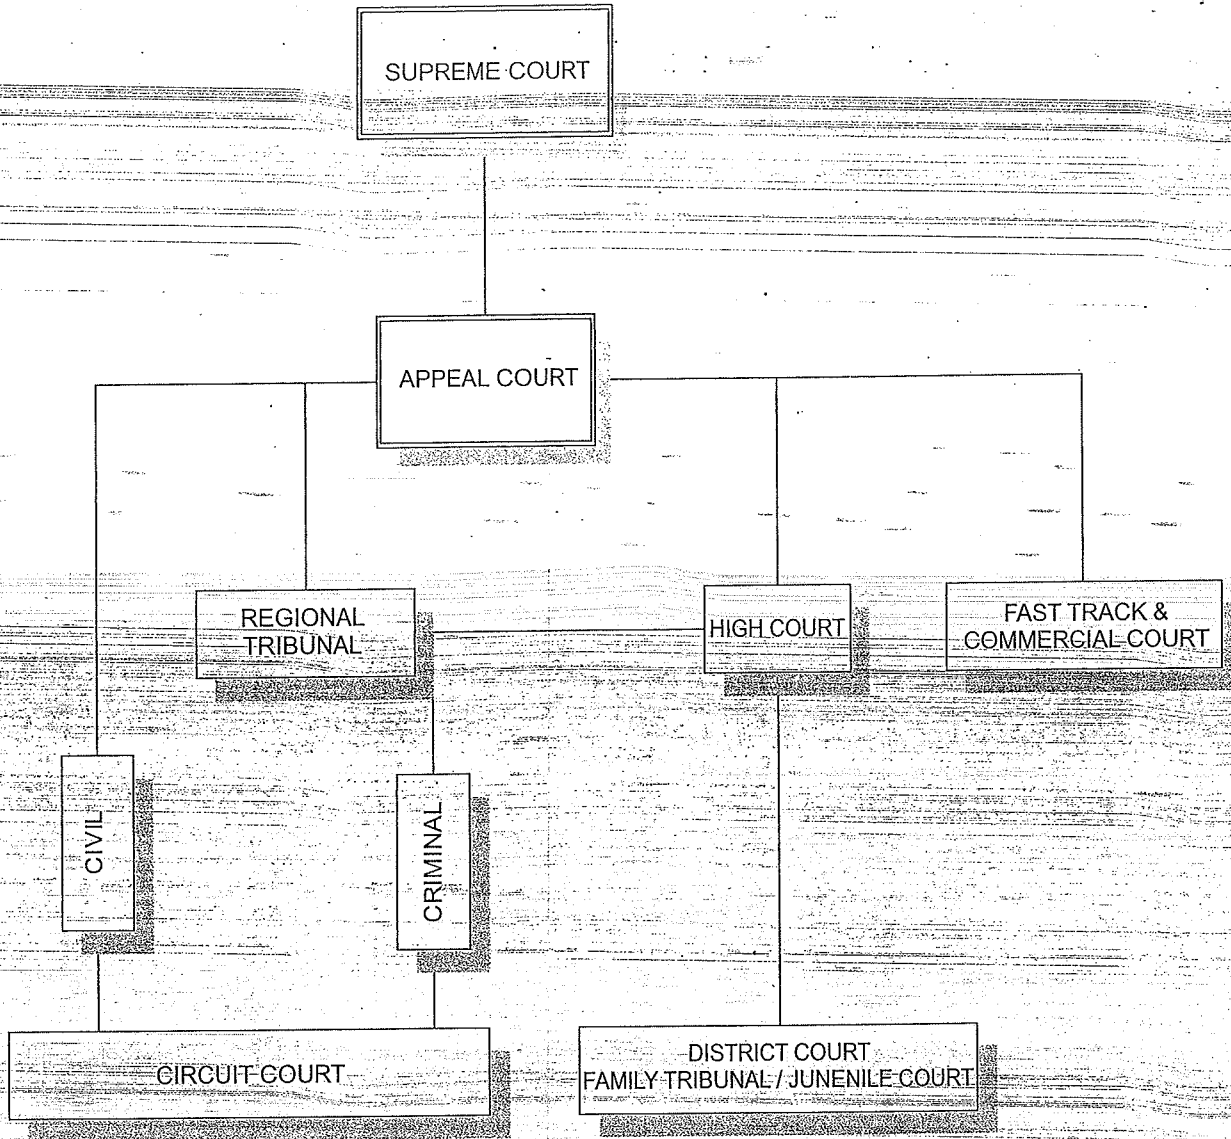 SUPREME COURT
APPEAL COURT
REGIONAL
TRIBUNAL
HIGH COURT
FAST TRACK &
COMMERCIAL COURT
CIVIL
CRIMINAL
CIRCUIT COURT
DISTRICT COURT
FAMILY TRIBUNAL / JUNENILE COURT